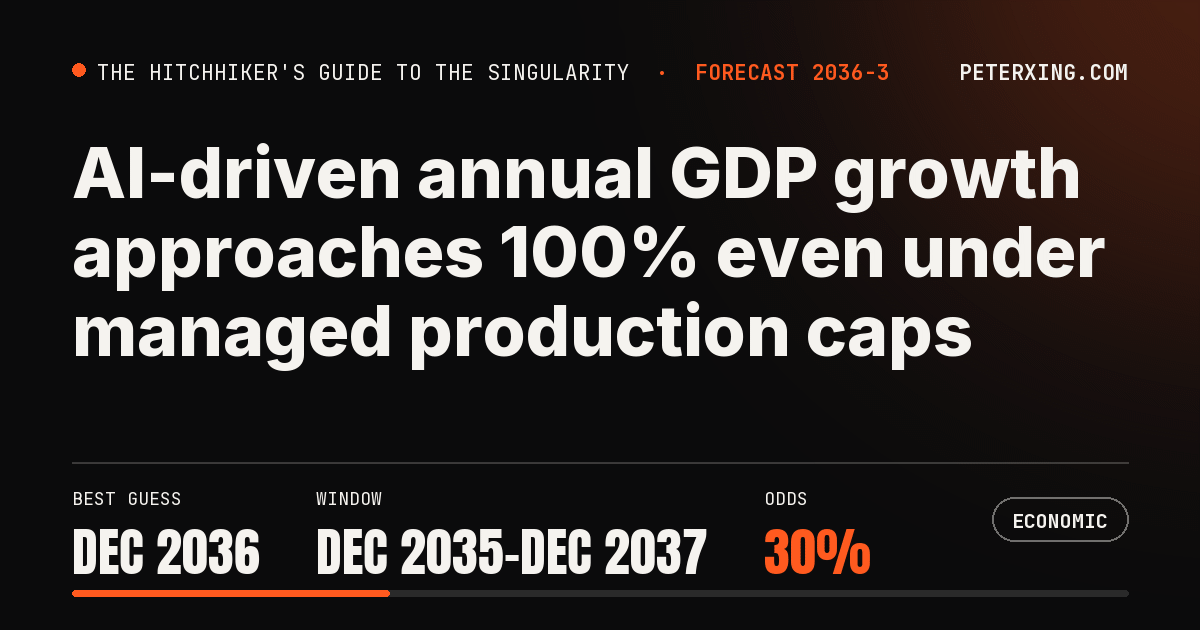 THE HITCHHIKER'S GUIDE TO THE SINGULARITY · FORECAST 2036-3 PETERXING.COM
AI-driven annual GDP growth
approaches 100% even under
managed production caps
BEST GUESS WINDOW ODDS
ECONOMIC
DEC 2036 DEC 2035-DEC 2037 30%